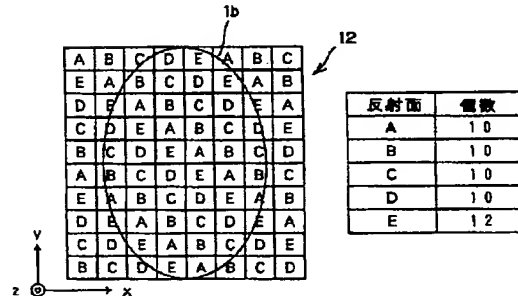 1b
12
A B C D E A B C
E A B C D E A B
D E A B C D E A
C D E A B C D E
B C D E A B C D
A B C D E A B C
E A B C D E A B
D E A B C D E A
C D E A B C D E
B C D E A B C D
反射面 個数
A 10
B 10
C 10
D 10
E 12
y
z x